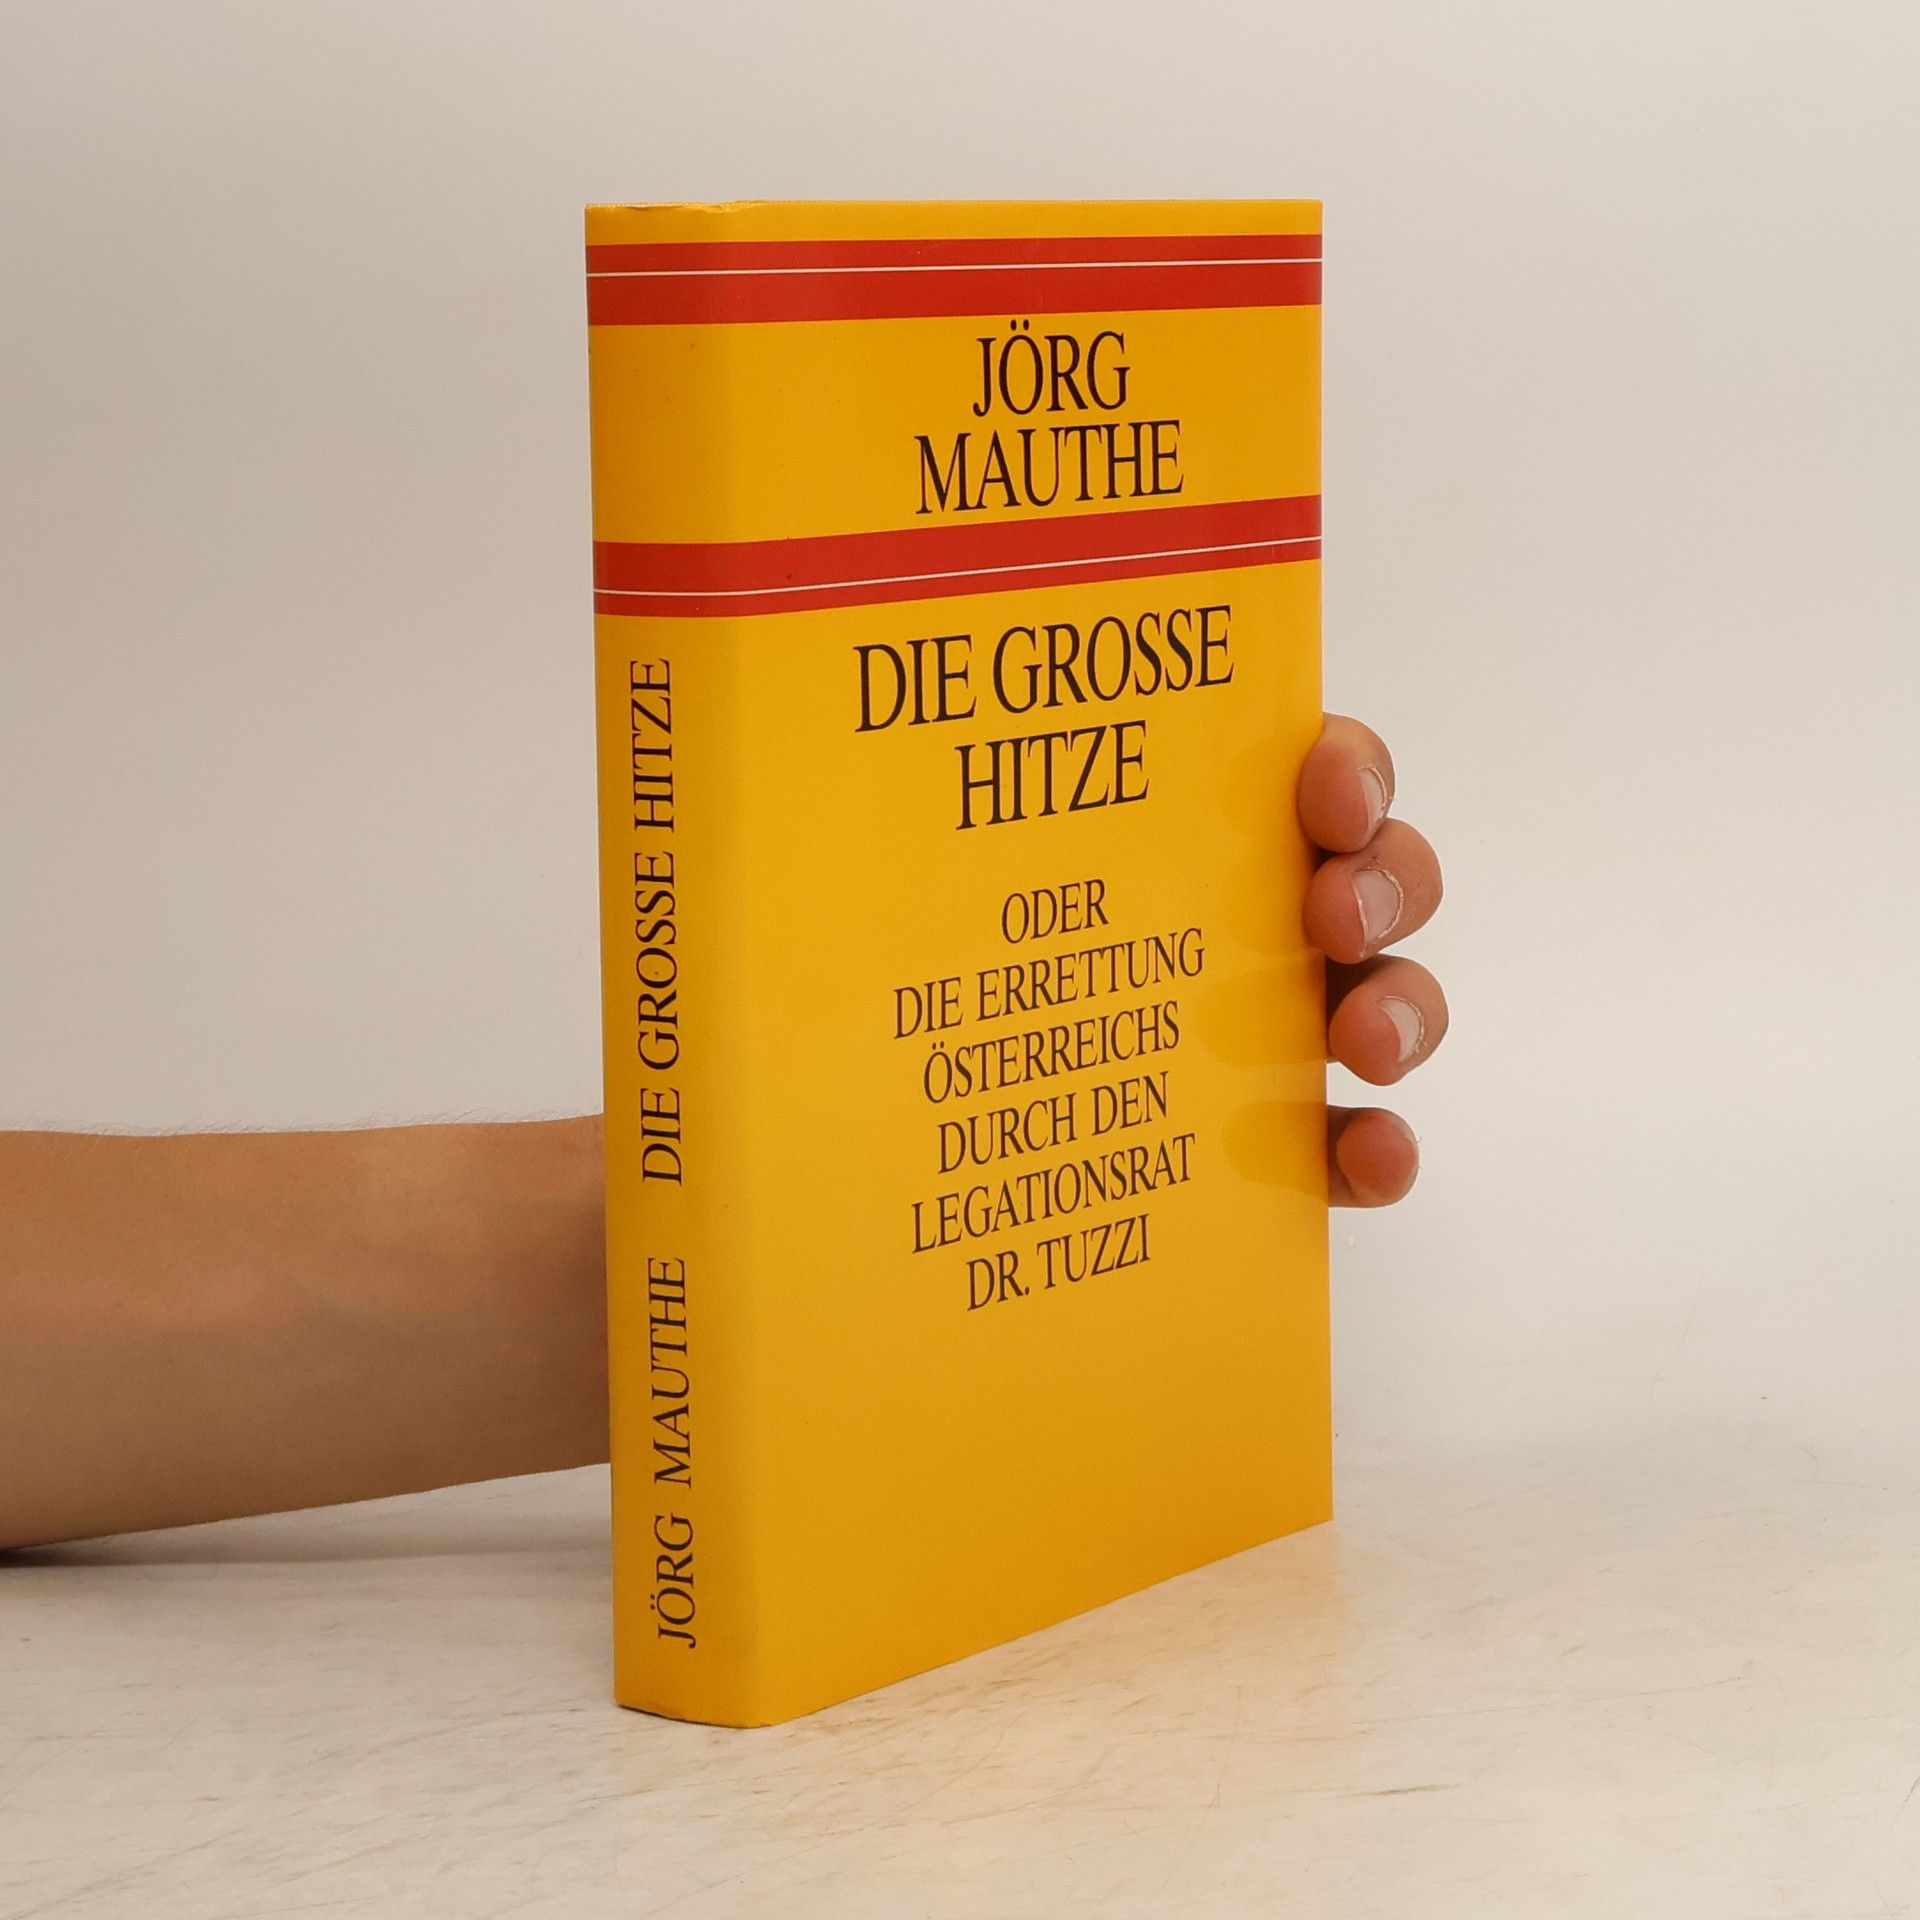 JÖRG
MAUTHE
DIE GROSSE
HITZE
ODER
DIE ERRETTUNG
ÖSTERREICHS
DURCH DEN
LEGATIONSRAT
DR. TUZZI
JÖRG MAUTHE DIE GROSSE HITZE